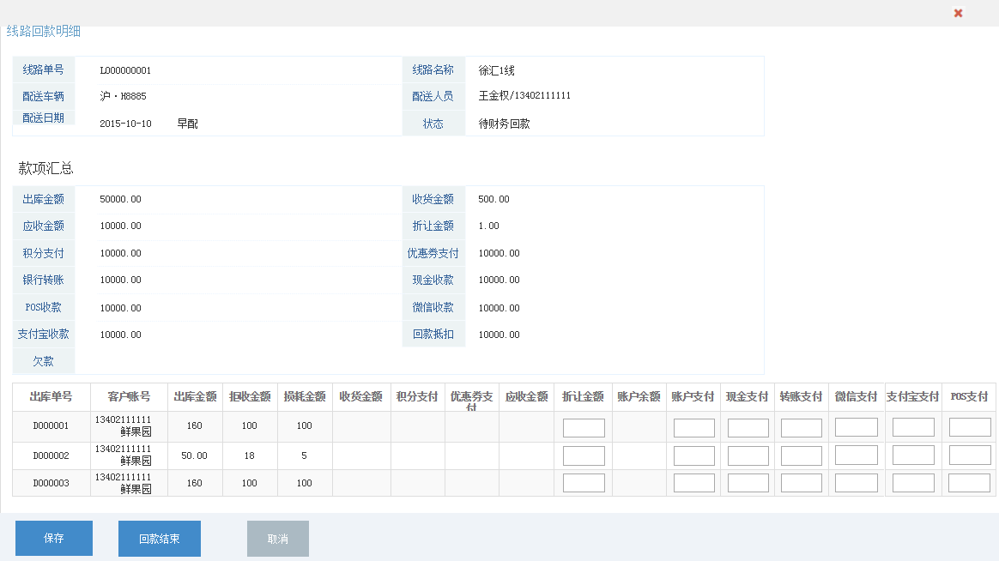 线路回款明细
线路单号 L000000001 线路名称 徐汇1线
配送车辆 沪·H8885 配送人员 王金权/13402111111
配送日期 2015-10-10 早配 状态 待财务回款
款项汇总
出库金额 50000.00 收货金额 500.00
应收金额 10000.00 折让金额 1.00
积分支付 10000.00 优惠券支付 10000.00
银行转账 10000.00 现金收款 10000.00
POS收款 10000.00 微信收款 10000.00
支付宝收款 10000.00 回款抵扣 10000.00
欠款
出库单号 客户账号 出库金额 拒收金额 损耗金额 收货金额 积分支付 优惠券支付 应收金额 折让金额 账户余额 账户支付 现金支付 转账支付 微信支付 支付宝支付 POS支付
D000001 13402111111 鲜果园 160 100 100
D000002 13402111111 鲜果园 50.00 18 5
D000003 13402111111 鲜果园 160 100 100
保存 回款结束 取消